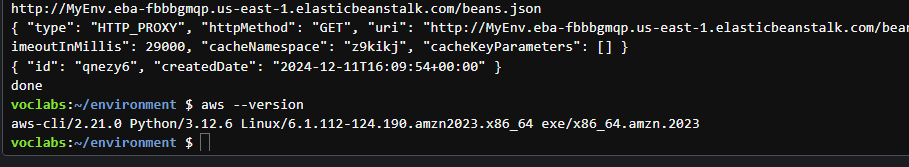 http://MyEnv.eba-fbbbgmqp.us-east-1.elasticbeanstalk.com/beans.json
{ "type": "HTTP_PROXY", "httpMethod": "GET", "uri": "http://MyEnv.eba-fbbbgmqp.us-east-1.elasticbeanstalk.com/bean
imeoutInMillis": 29000, "cacheNamespace": "z9kikj", "cacheKeyParameters": [] }
{ "id": "qnezy6", "createdDate": "2024-12-11T16:09:54+00:00" }
done
voclabs:~/environment $ aws --version
aws-cli/2.21.0 Python/3.12.6 Linux/6.1.112-124.190.amzn2023.x86_64 exe/x86_64.amzn.2023
voclabs:~/environment $